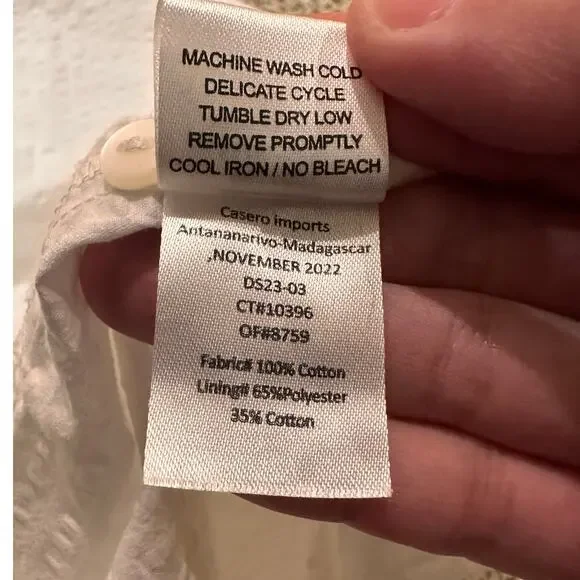 MACHINE WASH COLD
DELICATE CYCLE
TUMBLE DRY LOW
REMOVE PROMPTLY
COOL IRON / NO BLEACH
Casero imports
Antananarivo-Madagascar
,NOVEMBER 2022
DS23-03
CT#10396
OF#8759
Fabric# 100% Cotton
Lining# 65%Polyester
35% Cotton